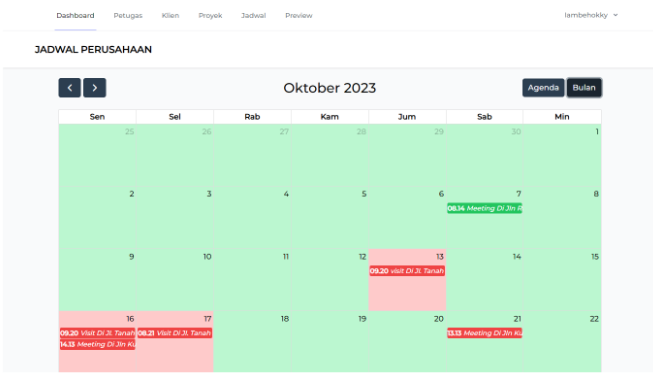 Dashboard Petugas Klien Proyek Jadwal Preview lambehokky
JADWAL PERUSAHAAN
Oktober 2023 Agenda Bulan
Sen Sel Rab Kam Jum Sab Min
25 26 27 28 29 30 1
2 3 4 5 6 7 8
08.14 Meeting Di Jln R
9 10 11 12 13 14 15
09.20 visit Di Jl. Tanah
16 17 18 19 20 21 22
09.20 Visit Di Jl. Tanah 08.21 Visit Di Jl. Tanah 13.13 Meeting Di Jln Ku
14.13 Meeting Di Jln Ku